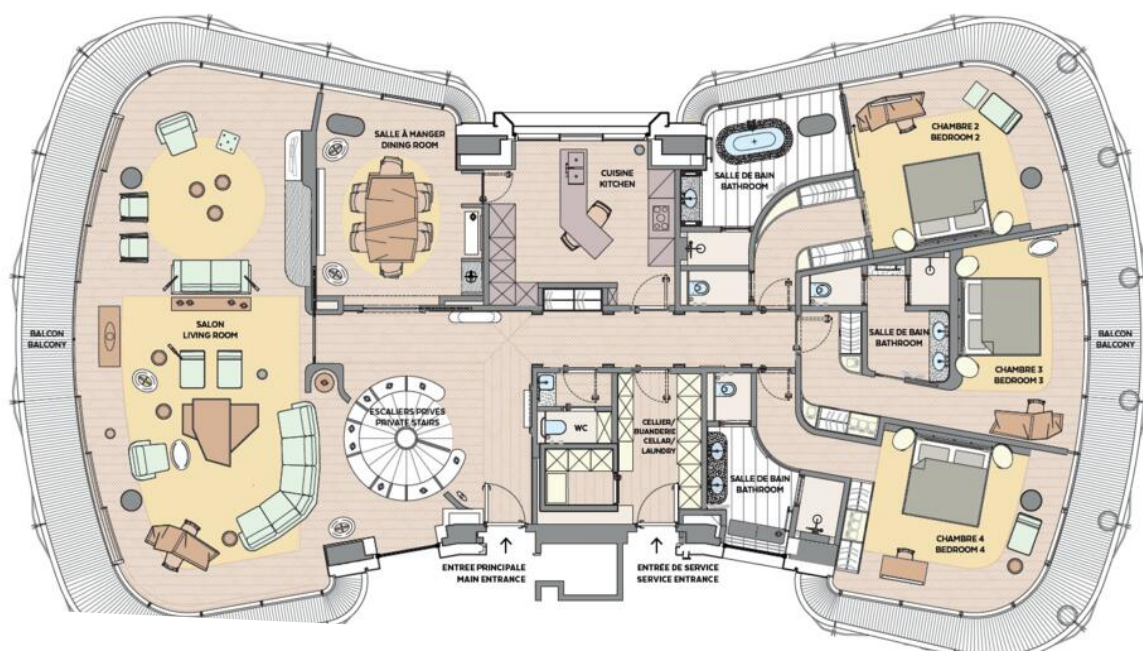 SALLE À MANGER
DINING ROOM
CUISINE
KITCHEN
SALLE DE BAIN
BATHROOM
CHAMBRE 2
BEDROOM 2
BALCON
BALCONY
SALON
LIVING ROOM
SALLE DE BAIN
BATHROOM
CHAMBRE 3
BEDROOM 3
BALCON
BALCONY
ESCALIERS PRIVÉS
PRIVATE STAIRS
WC
CELLIER/
BUANDERIE
CELLAR/
LAUNDRY
SALLE DE BAIN
BATHROOM
CHAMBRE 4
BEDROOM 4
ENTREE PRINCIPALE
MAIN ENTRANCE
ENTRÉE DE SERVICE
SERVICE ENTRANCE